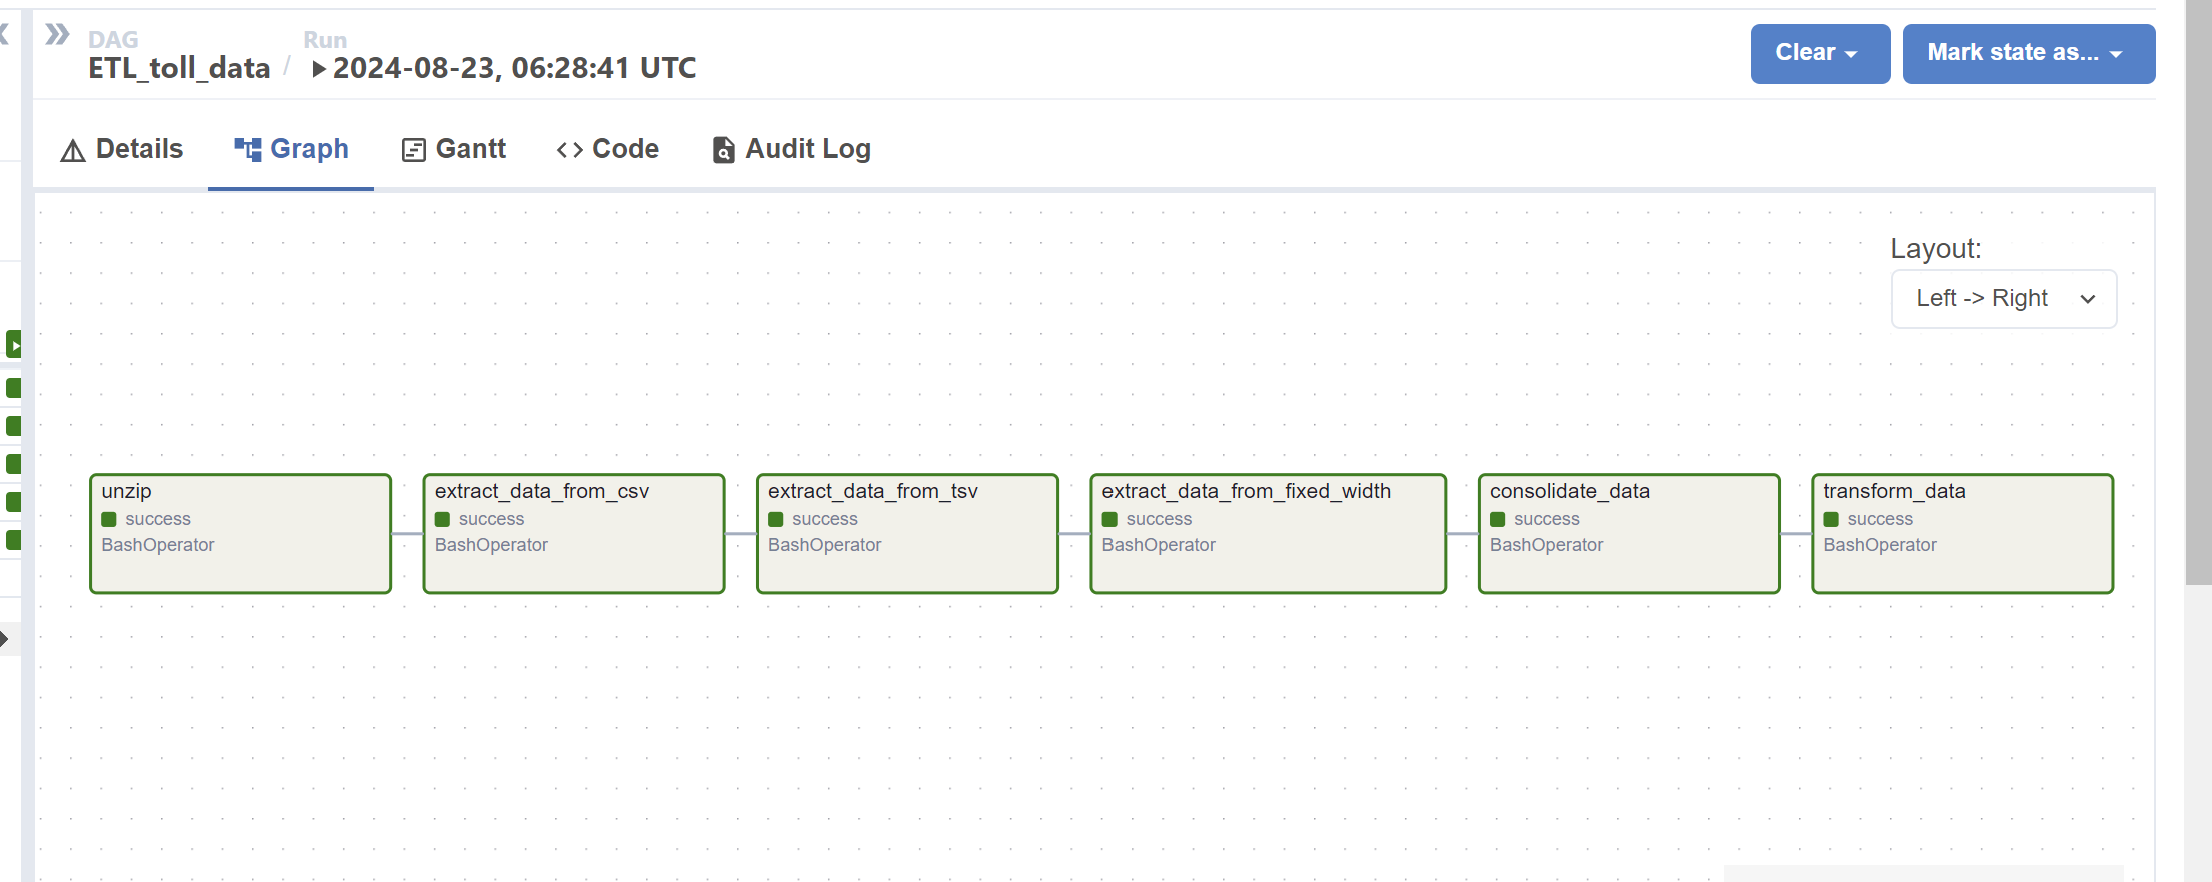 DAG
Run
ETL_toll_data / 2024-08-23, 06:28:41 UTC
Clear
Mark state as...
Details
Graph
Gantt
Code
Audit Log
Layout:
Left -> Right
unzip
success
BashOperator
extract_data_from_csv
success
BashOperator
extract_data_from_tsv
success
BashOperator
extract_data_from_fixed_width
success
BashOperator
consolidate_data
success
BashOperator
transform_data
success
BashOperator